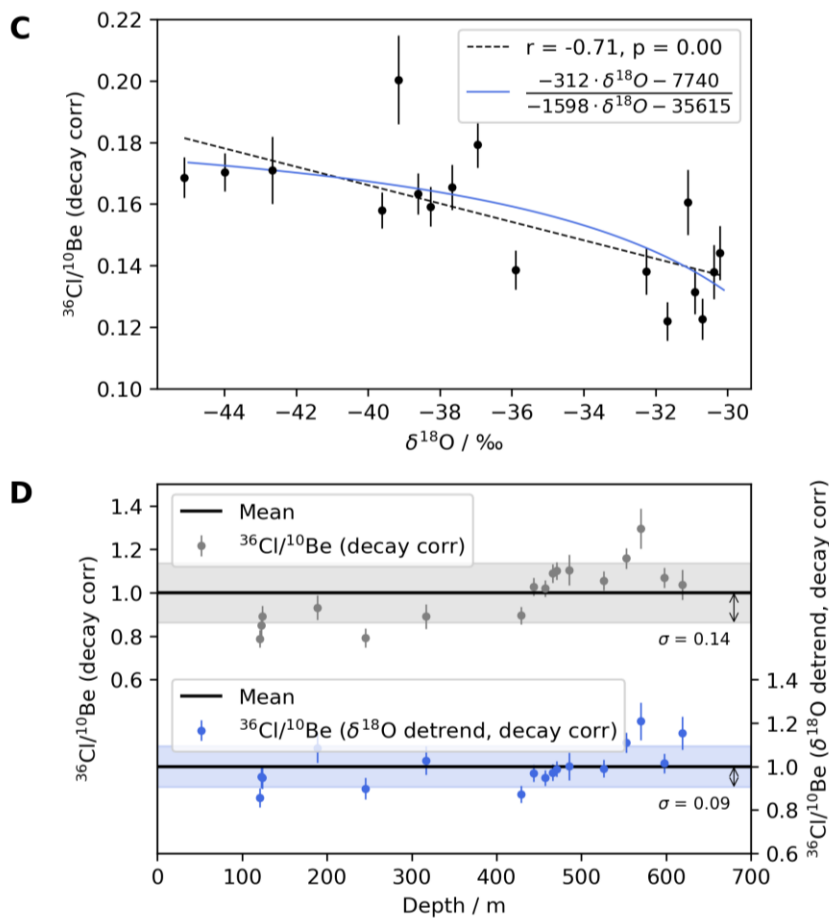 C
0.22
0.20
0.18
0.16
0.14
0.12
0.10
³⁶Cl/¹⁰Be (decay corr)
r = -0.71, p = 0.00
−312 · δ¹⁸O − 7740
−1598 · δ¹⁸O − 35615
−44 −42 −40 −38 −36 −34 −32 −30
δ¹⁸O / ‰
D
1.4
1.2
1.0
0.8
0.6
³⁶Cl/¹⁰Be (decay corr)
Mean
³⁶Cl/¹⁰Be (decay corr)
σ = 0.14
Mean
³⁶Cl/¹⁰Be (δ¹⁸O detrend, decay corr)
σ = 0.09
1.4
1.2
1.0
0.8
0.6
³⁶Cl/¹⁰Be (δ¹⁸O detrend, decay corr)
0 100 200 300 400 500 600 700
Depth / m